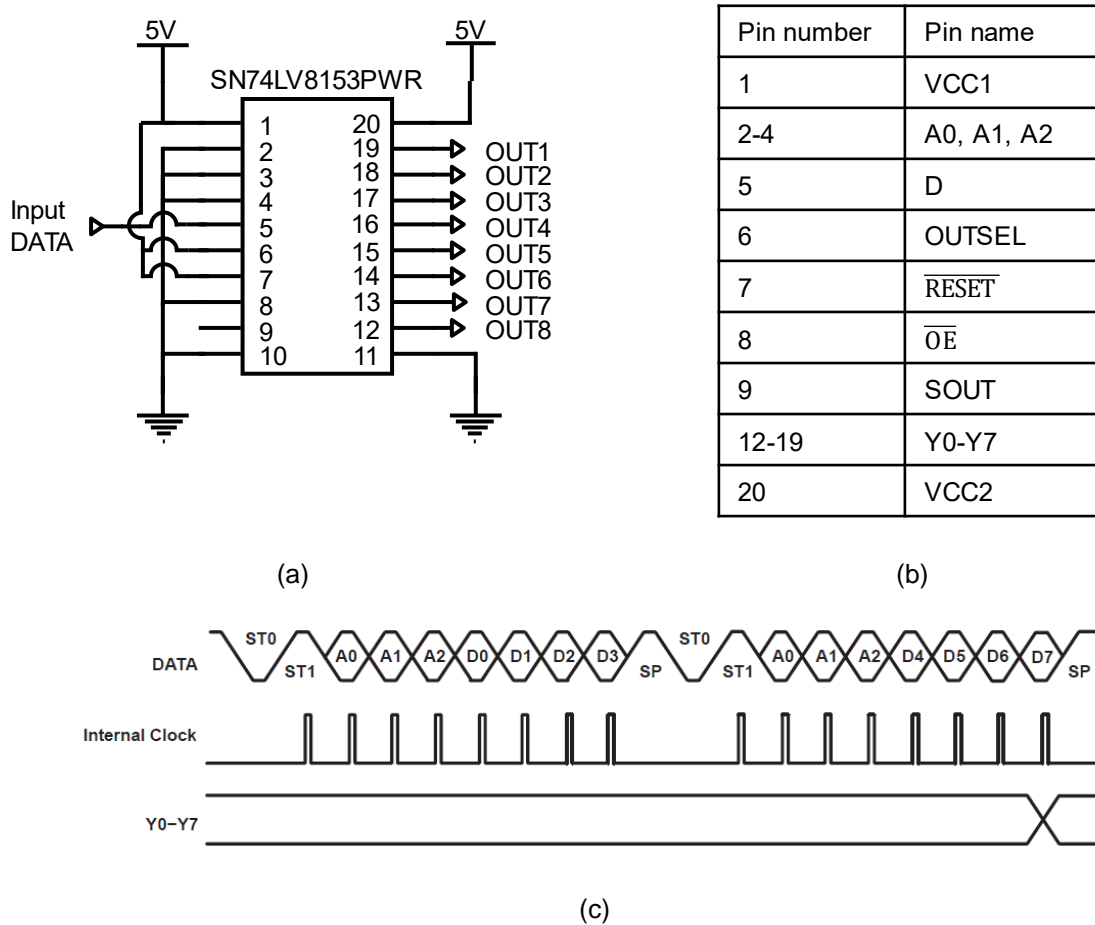 5V 5V
SN74LV8153PWR
1 20
2 19 OUT1
3 18 OUT2
4 17 OUT3
Input
DATA
5 16 OUT4
6 15 OUT5
7 14 OUT6
8 13 OUT7
9 12 OUT8
10 11
(a)
Pin number Pin name
1 VCC1
2-4 A0, A1, A2
5 D
6 OUTSEL
7 R̅E̅S̅E̅T̅
8 O̅E̅
9 SOUT
12-19 Y0-Y7
20 VCC2
(b)
DATA ST0 ST1 A0 A1 A2 D0 D1 D2 D3 SP ST0 ST1 A0 A1 A2 D4 D5 D6 D7 SP
Internal Clock
Y0−Y7
(c)